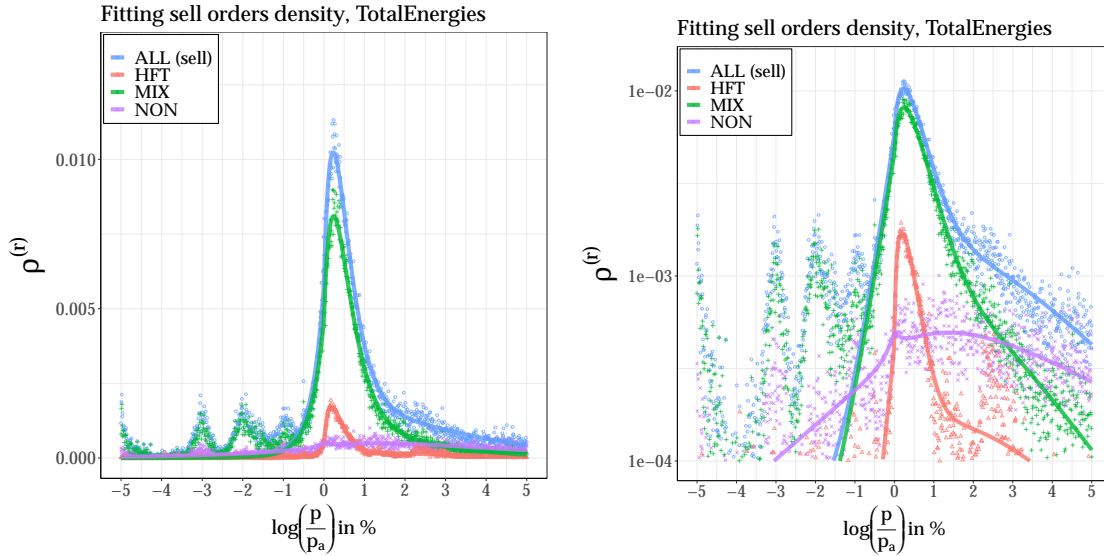 Fitting sell orders density, TotalEnergies
ALL (sell)
HFT
MIX
NON
0.010
0.005
0.000
ρ(r)
−5 −4 −3 −2 −1 0 1 2 3 4 5
log(p/pa) in %
Fitting sell orders density, TotalEnergies
ALL (sell)
HFT
MIX
NON
1e−02
1e−03
1e−04
ρ(r)
−5 −4 −3 −2 −1 0 1 2 3 4 5
log(p/pa) in %